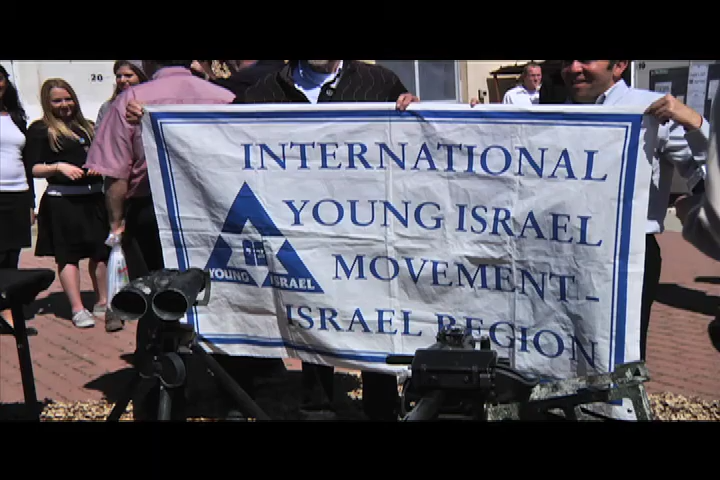 20
INTERNATIONAL
YOUNG ISRAEL
MOVEMENT-
ISRAEL REGION
YOUNG ISRAEL